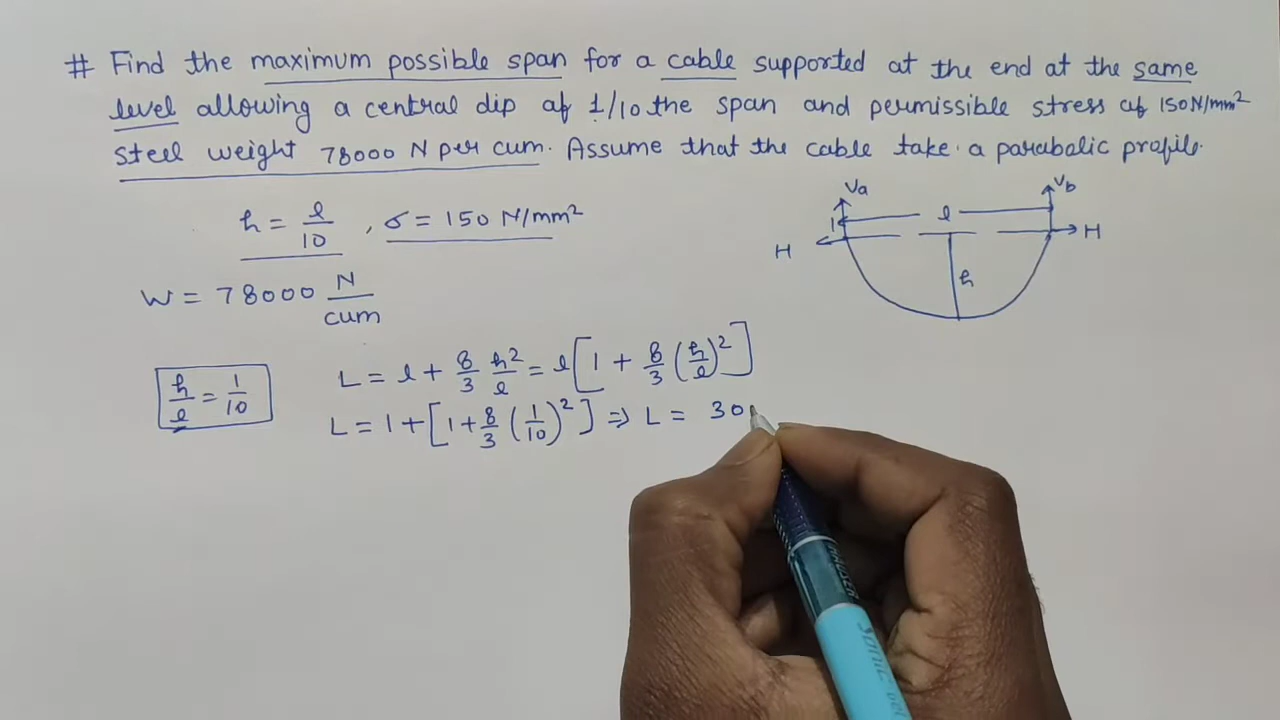 # Find the maximum possible span for a cable supported at the end at the same
level allowing a central dip of 1/10 the span and permissible stress of 150N/mm²
steel weight 78000 N per cum. Assume that the cable take a parabolic profile.
h = l/10 , σ = 150 N/mm²
Va
Vb
l
H
H
h
W = 78000 N/cum
h/l = 1/10
L = l + 8/3 h²/l = l[1 + 8/3 (h/l)²]
L = 1 + [1 + 8/3 (1/10)²] ⇒ L = 30